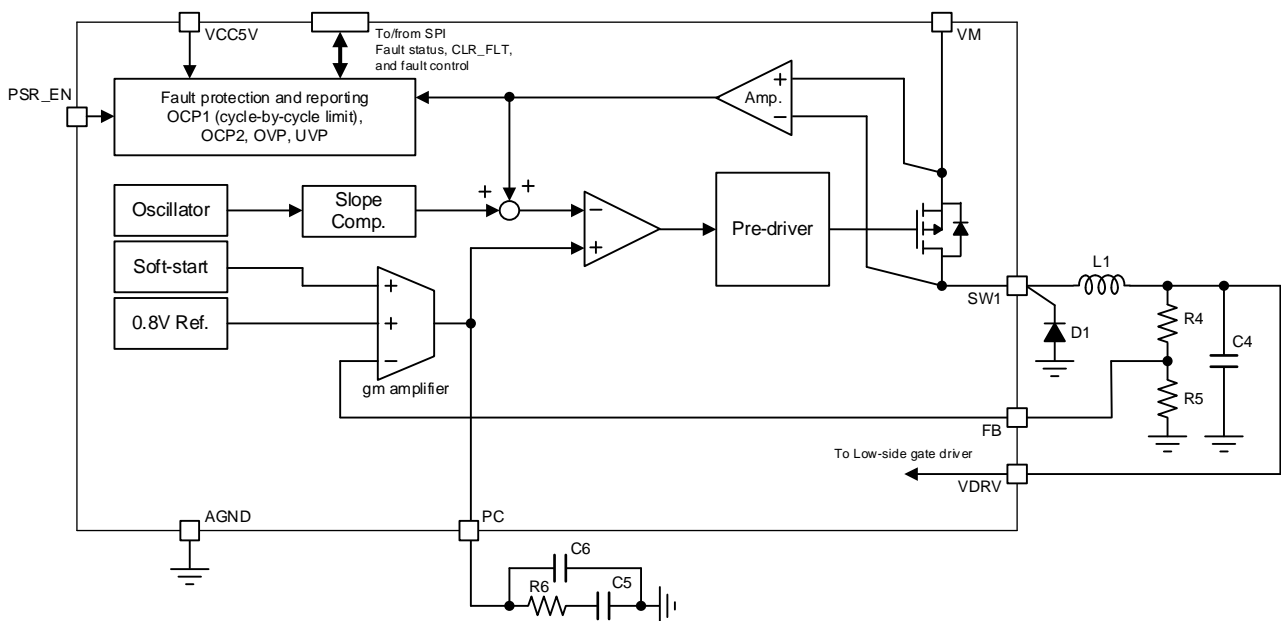 VCC5V
To/from SPI
Fault status, CLR_FLT,
and fault control
VM
PSR_EN
Fault protection and reporting
OCP1 (cycle-by-cycle limit),
OCP2, OVP, UVP
+
Amp.
−
Oscillator
Slope
Comp.
+
+
−
+
Pre-driver
Soft-start
0.8V Ref.
+
+
−
gm amplifier
SW1
L1
D1
R4
C4
R5
FB
To Low-side gate driver
VDRV
AGND
PC
C6
R6
C5